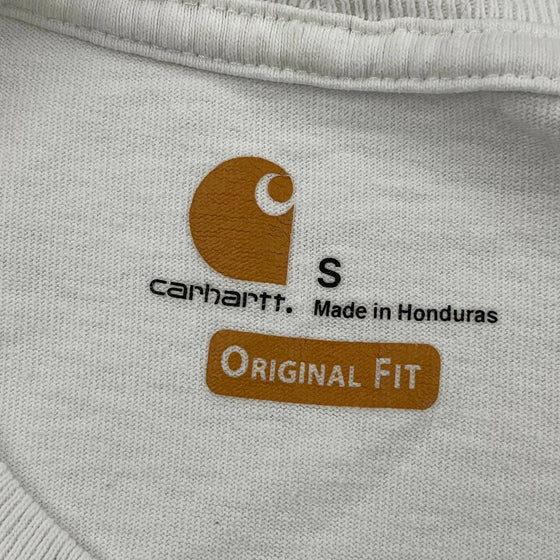 S
carhartt.
Made in Honduras
ORIGINAL FIT